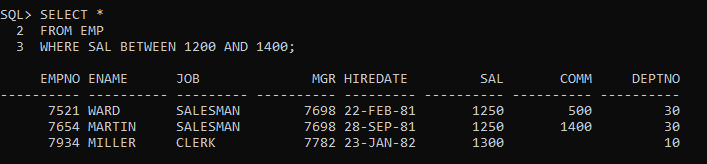 SQL> SELECT *
  2  FROM EMP
  3  WHERE SAL BETWEEN 1200 AND 1400;
     EMPNO ENAME      JOB              MGR HIREDATE         SAL       COMM     DEPTNO
---------- ---------- --------- ---------- --------- ---------- ---------- ----------
      7521 WARD       SALESMAN        7698 22-FEB-81       1250        500         30
      7654 MARTIN     SALESMAN        7698 28-SEP-81       1250       1400         30
      7934 MILLER     CLERK           7782 23-JAN-82       1300                    10